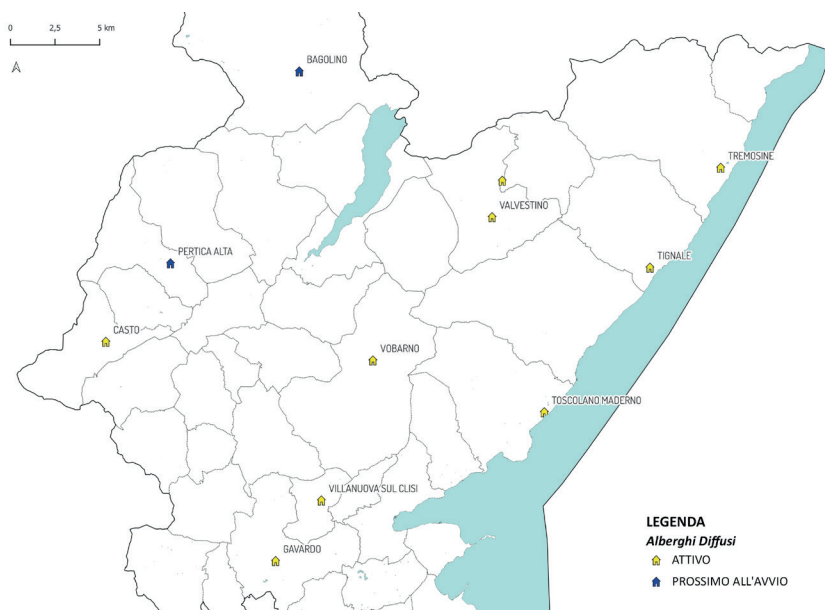 0 2,5 5 km
BAGOLINO
TREMOSINE
VALVESTINO
PERTICA ALTA
TIGNALE
CASTO
VOBARNO
TOSCOLANO MADERNO
VILLANUOVA SUL CLISI
GAVARDO
LEGENDA
Alberghi Diffusi
ATTIVO
PROSSIMO ALL'AVVIO